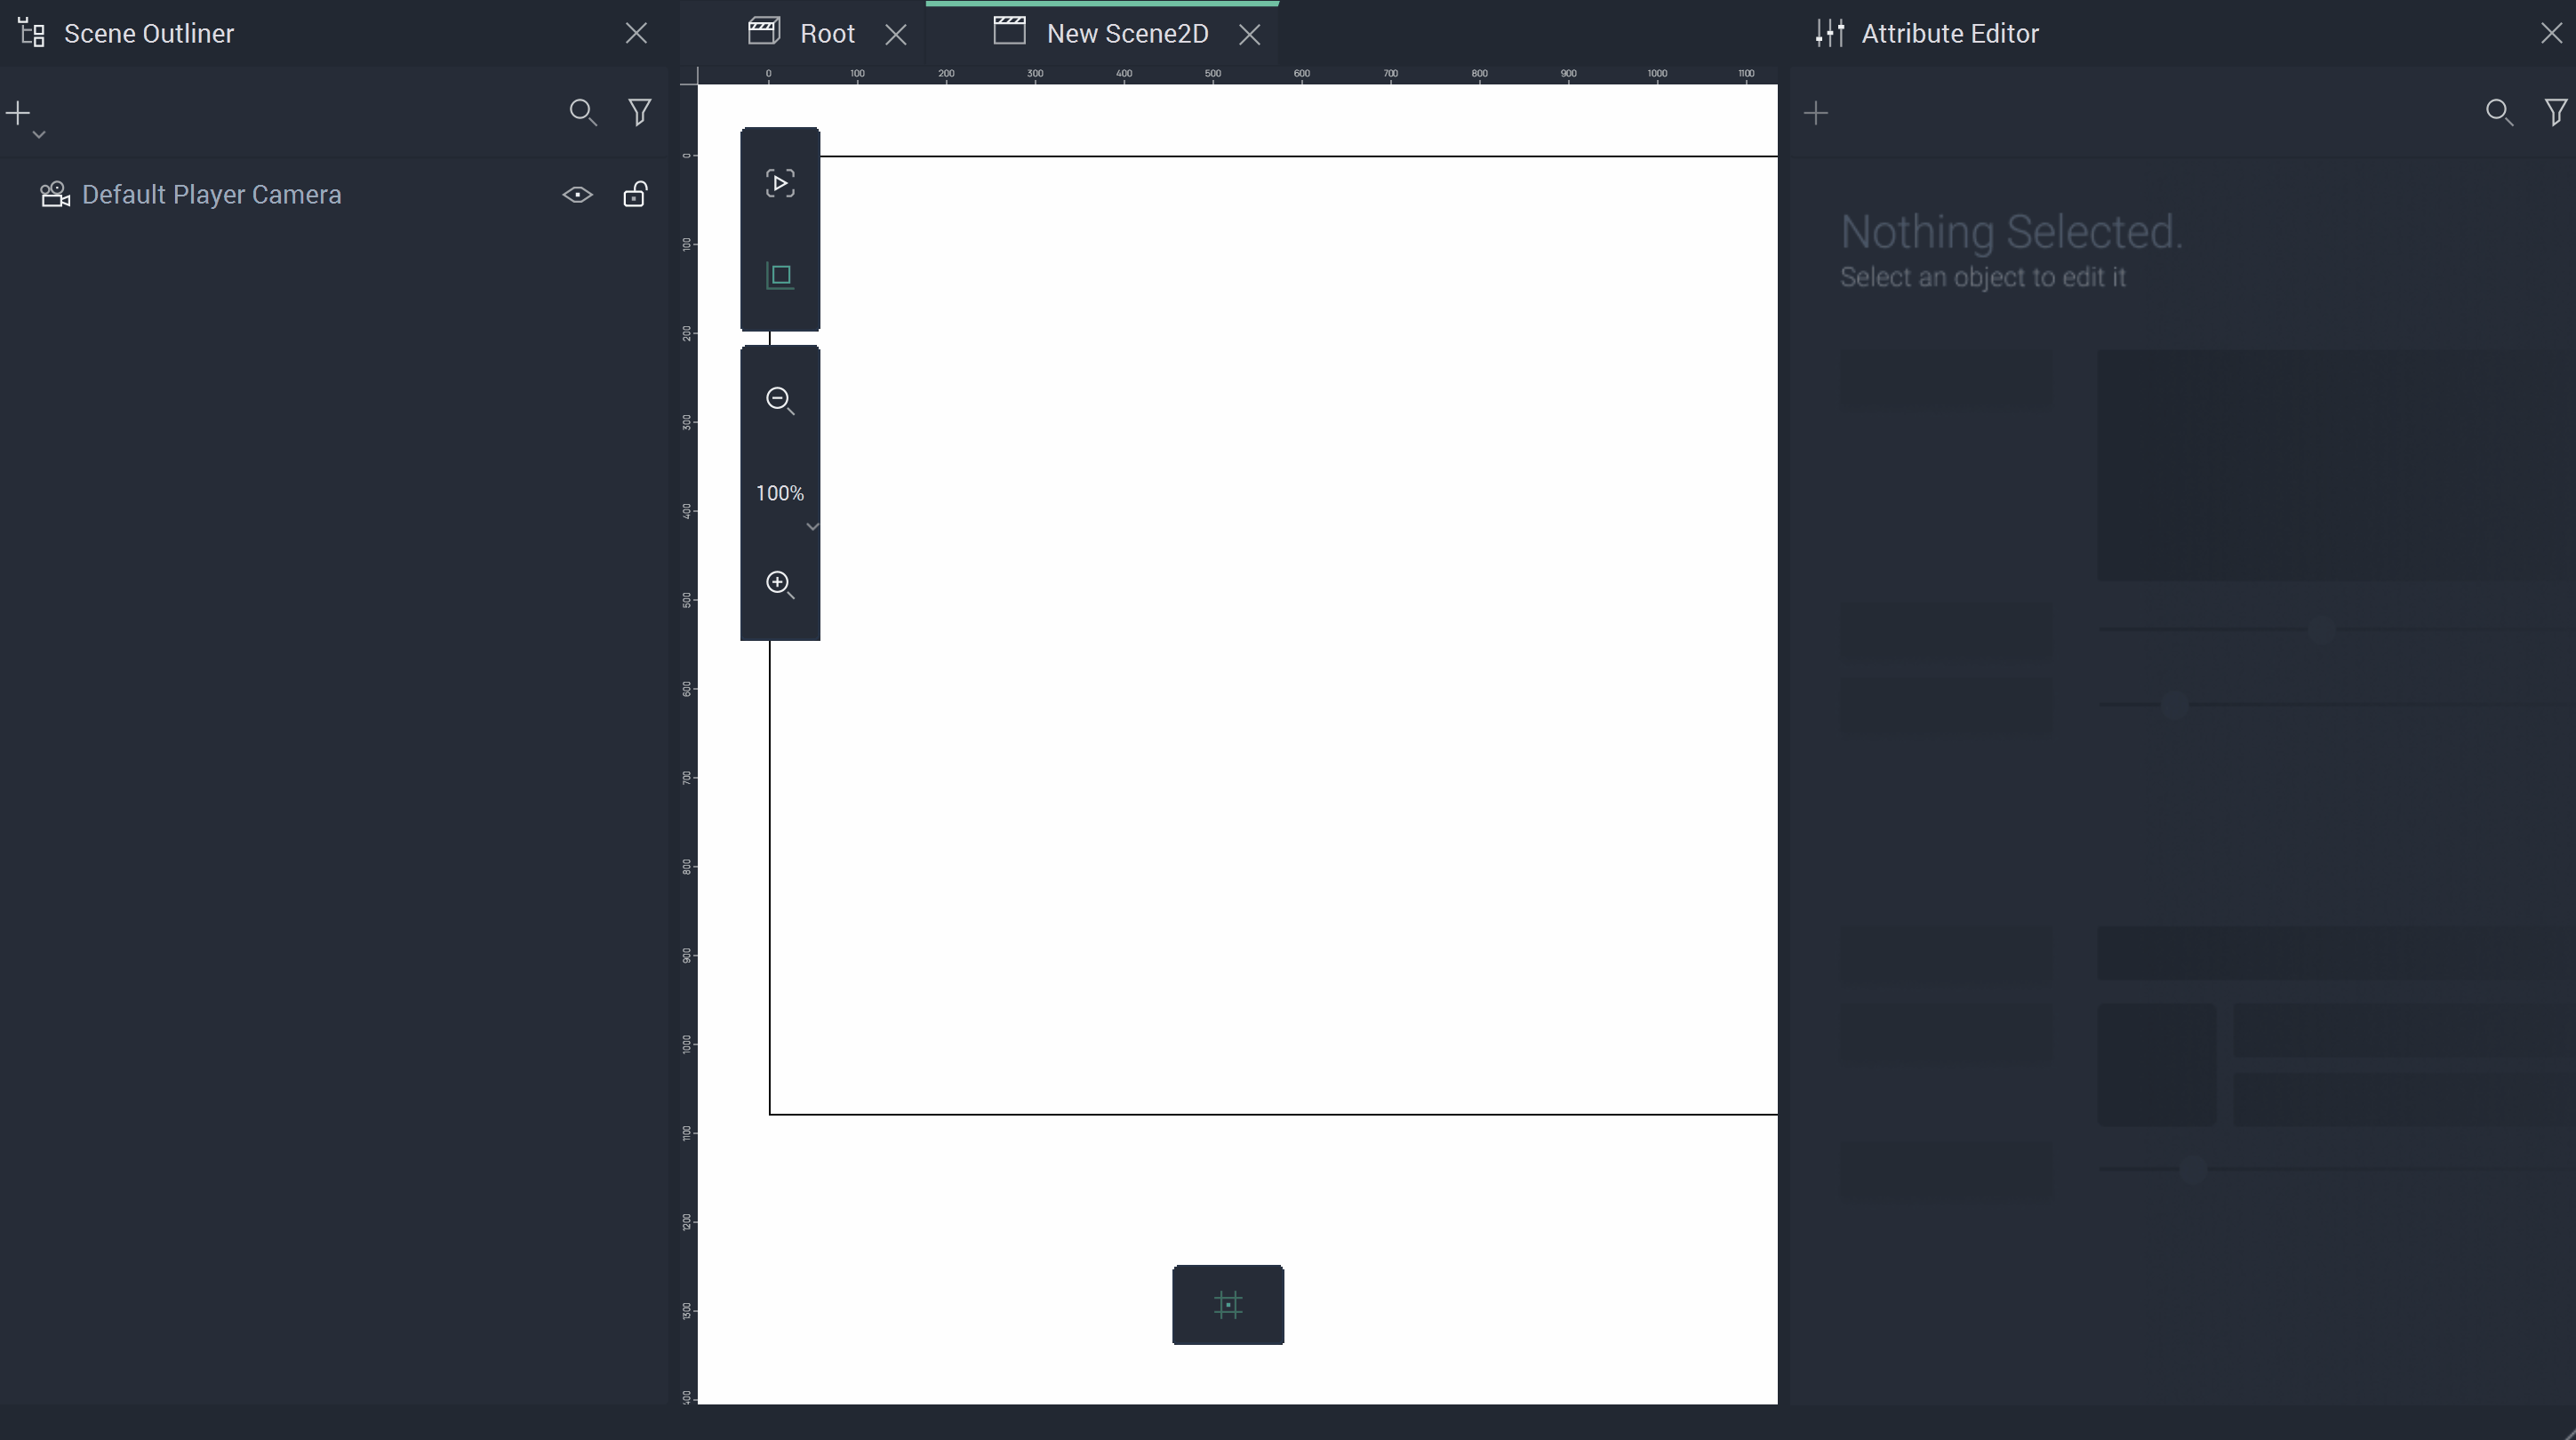 Scene Outliner
Root
New Scene2D
Attribute Editor
0 100 200 300 400 500 600 700 800 900 1000 1100
Default Player Camera
Nothing Selected.
Select an object to edit it
100%
0
100
200
300
400
500
600
700
800
900
1000
1100
1200
1300